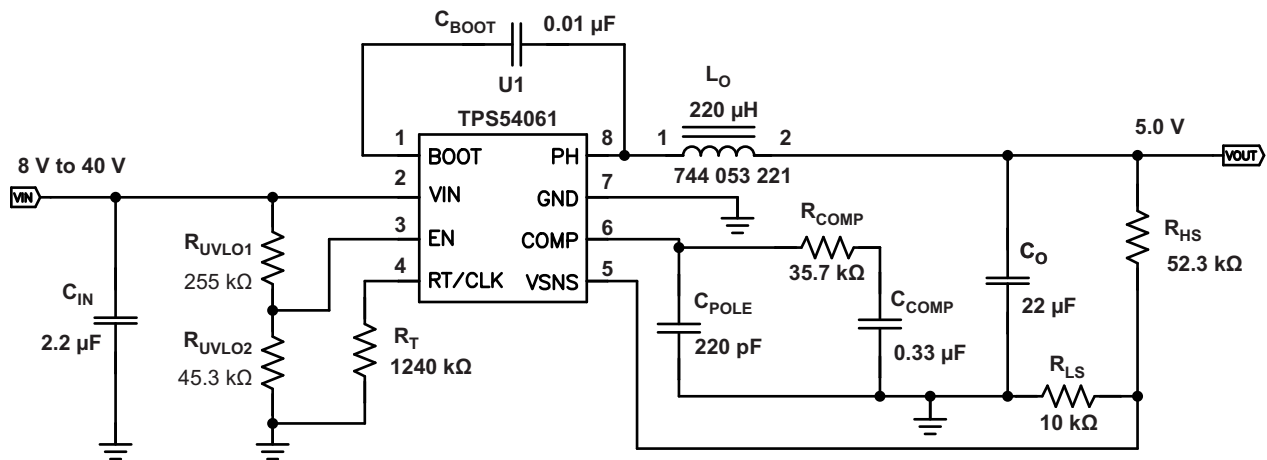 C_BOOT 0.01 µF
U1
TPS54061
L_O
220 µH
1 2
744 053 221
5.0 V
VOUT
8 V to 40 V
VIN
1 BOOT PH 8
2 VIN GND 7
3 EN COMP 6
4 RT/CLK VSNS 5
R_UVLO1
255 kΩ
C_IN
2.2 µF
R_UVLO2
45.3 kΩ
R_T
1240 kΩ
R_COMP
35.7 kΩ
C_POLE
220 pF
C_COMP
0.33 µF
C_O
22 µF
R_HS
52.3 kΩ
R_LS
10 kΩ